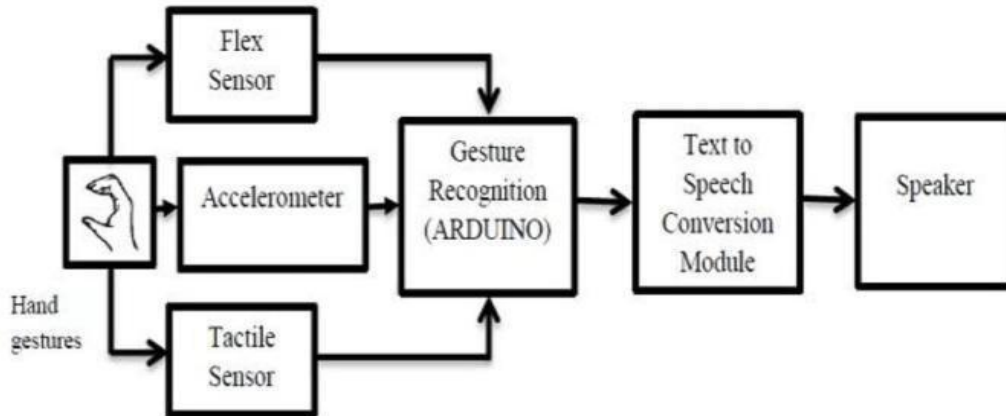 Flex
Sensor
Accelerometer
Hand
gestures
Tactile
Sensor
Gesture
Recognition
(ARDUINO)
Text to
Speech
Conversion
Module
Speaker